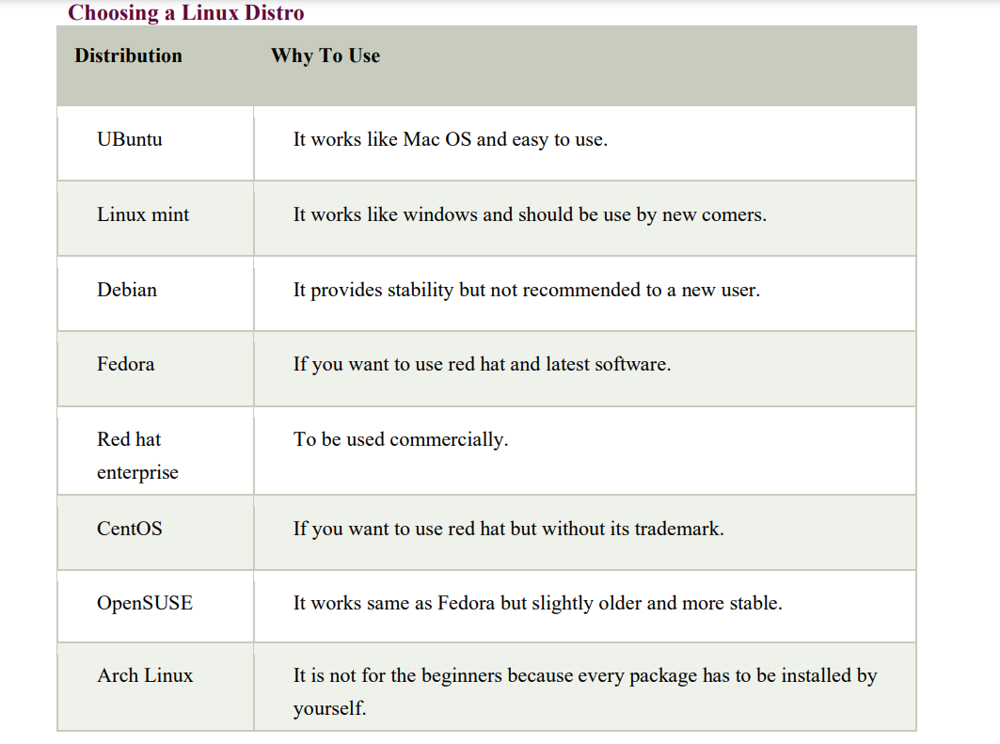 Choosing a Linux Distro
Distribution Why To Use
UBuntu It works like Mac OS and easy to use.
Linux mint It works like windows and should be use by new comers.
Debian It provides stability but not recommended to a new user.
Fedora If you want to use red hat and latest software.
Red hat To be used commercially.
enterprise
CentOS If you want to use red hat but without its trademark.
OpenSUSE It works same as Fedora but slightly older and more stable.
Arch Linux It is not for the beginners because every package has to be installed by
yourself.